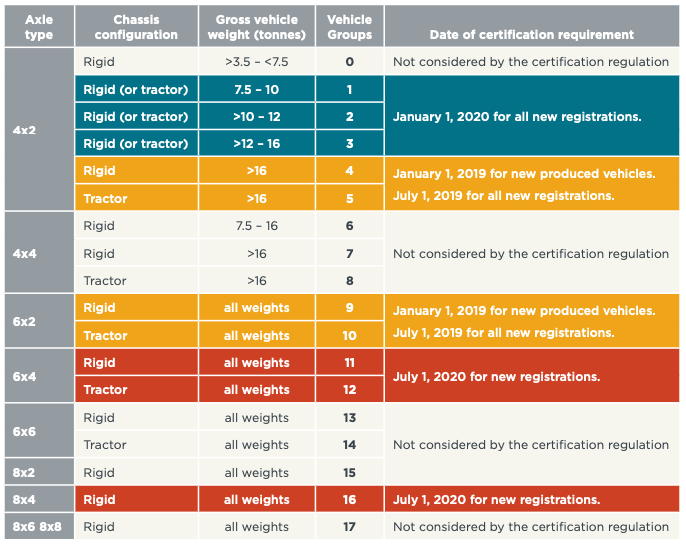 Axle type Chassis configuration Gross vehicle weight (tonnes) Vehicle Groups Date of certification requirement
4x2 Rigid >3.5 – <7.5 0 Not considered by the certification regulation
Rigid (or tractor) 7.5 – 10 1 January 1, 2020 for all new registrations.
Rigid (or tractor) >10 – 12 2
Rigid (or tractor) >12 – 16 3
Rigid >16 4 January 1, 2019 for new produced vehicles.
Tractor >16 5 July 1, 2019 for all new registrations.
4x4 Rigid 7.5 – 16 6 Not considered by the certification regulation
Rigid >16 7
Tractor >16 8
6x2 Rigid all weights 9 January 1, 2019 for new produced vehicles.
Tractor all weights 10 July 1, 2019 for all new registrations.
6x4 Rigid all weights 11 July 1, 2020 for new registrations.
Tractor all weights 12
6x6 Rigid all weights 13 Not considered by the certification regulation
Tractor all weights 14
8x2 Rigid all weights 15
8x4 Rigid all weights 16 July 1, 2020 for new registrations.
8x6 8x8 Rigid all weights 17 Not considered by the certification regulation